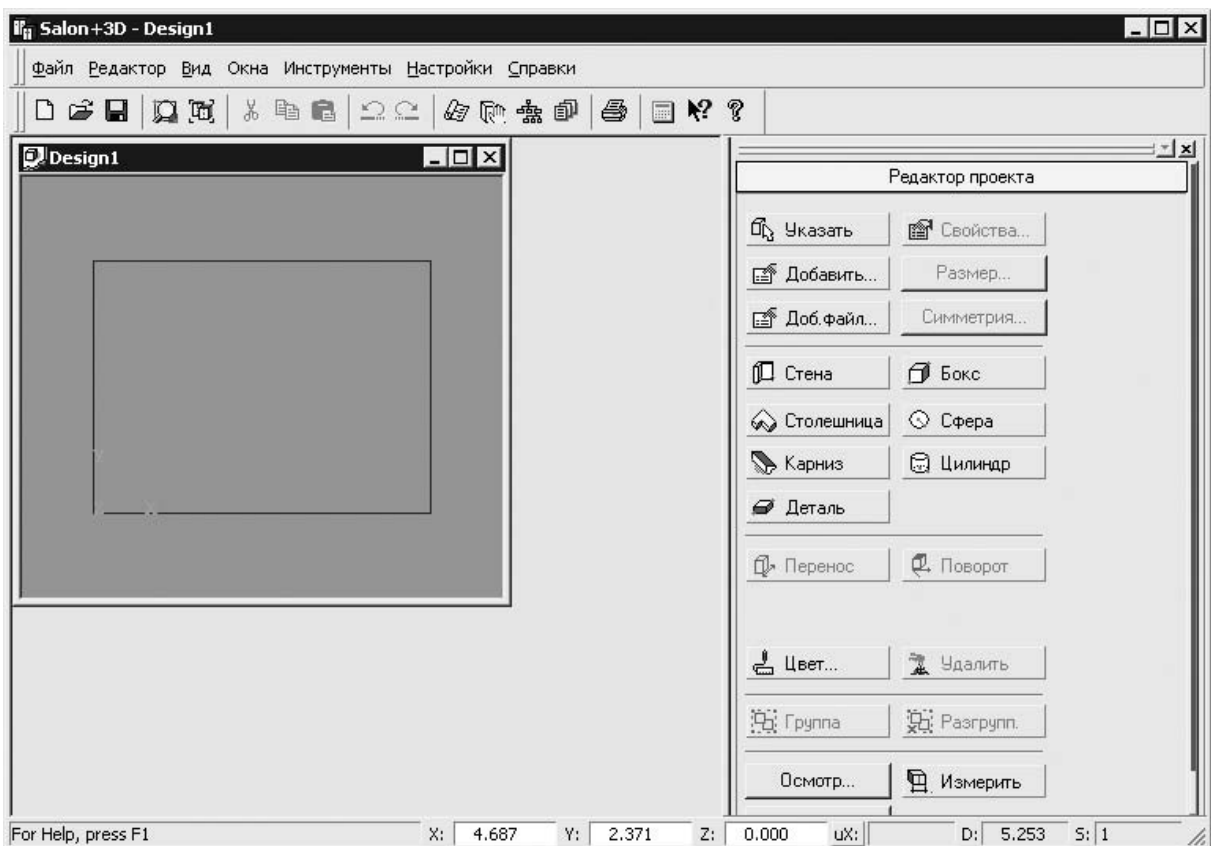 Salon+3D - Design1
Файл Редактор Вид Окна Инструменты Настройки Справки
Design1
Редактор проекта
Указать Свойства...
Добавить... Размер...
Доб.файл... Симметрия...
Стена Бокс
Столешница Сфера
Карниз Цилиндр
Деталь
Перенос Поворот
Цвет... Удалить
Группа Разгрупп.
Осмотр... Измерить
For Help, press F1 X: 4.687 Y: 2.371 Z: 0.000 uX: D: 5.253 S: 1